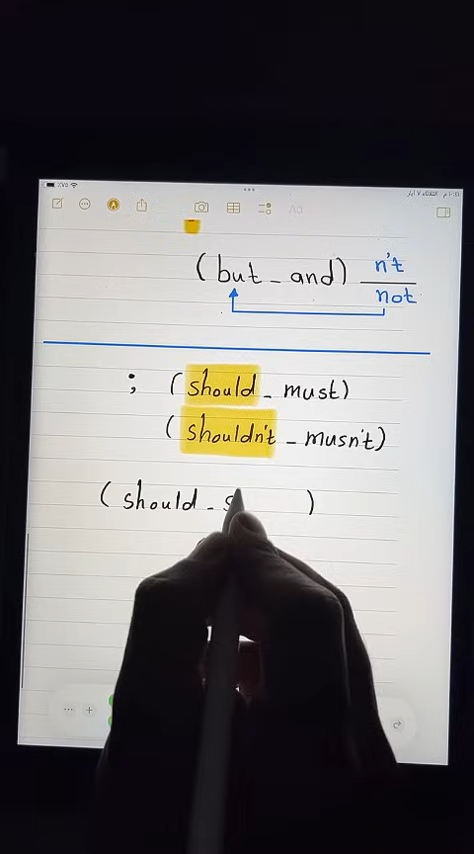 (but - and) n't
not
; (should - must)
(shouldn't - musn't)
(should - s )